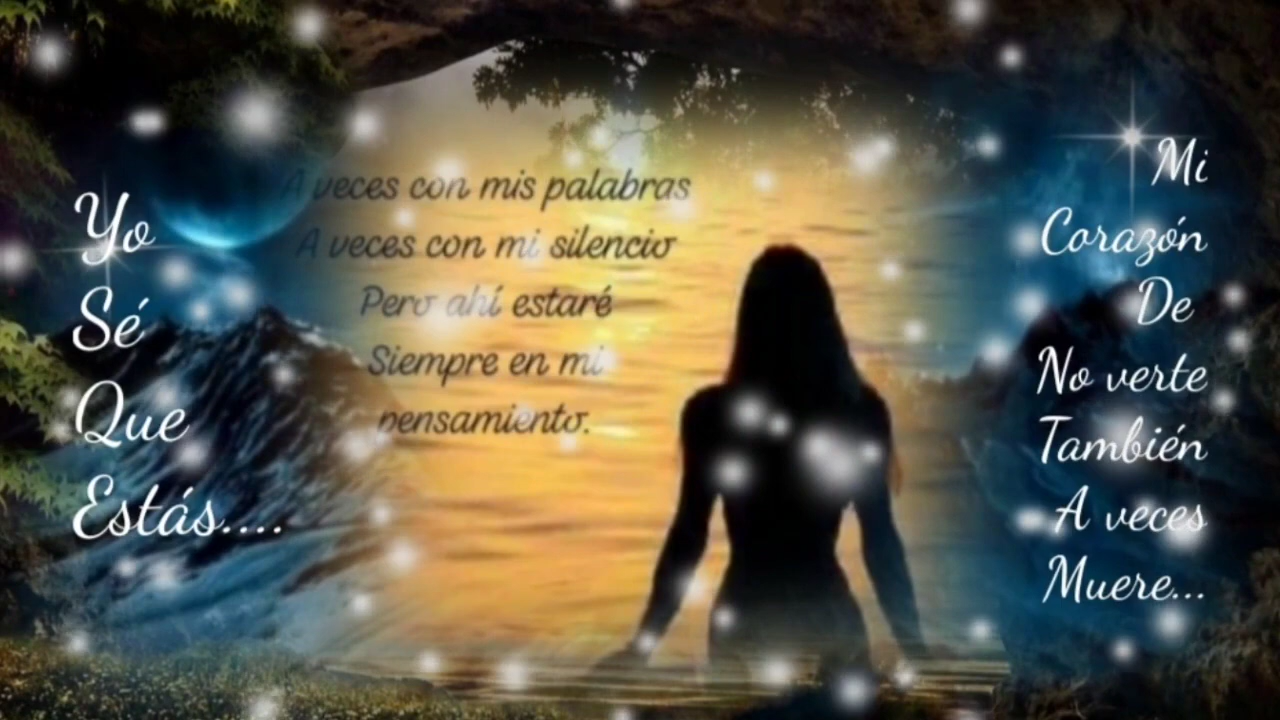 Yo
Sé
Que
Estás....
A veces con mis palabras
A veces con mi silencio
Pero ahí estaré
Siempre en mi
pensamiento.
Mi
Corazón
De
No verte
También
A veces
Muere...